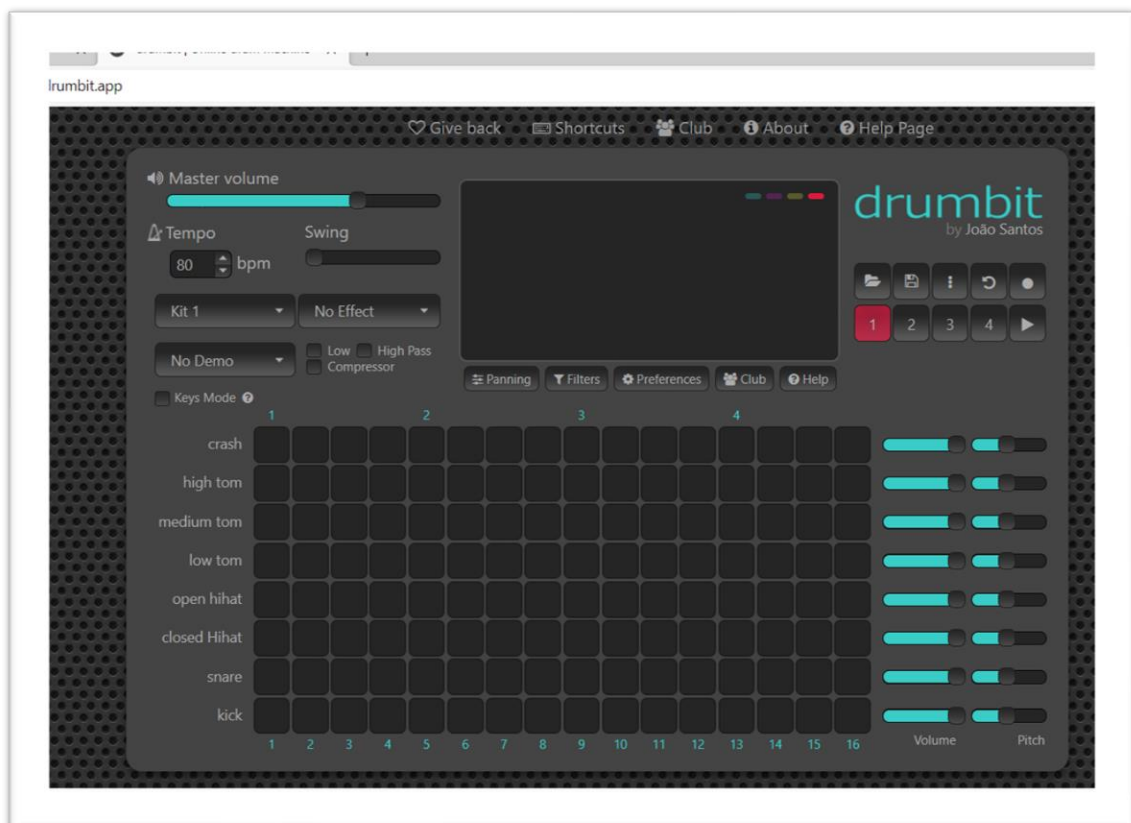 lrumbit.app
Give back Shortcuts Club About Help Page
Master volume
drumbit
by João Santos
Tempo Swing
80 bpm
Kit 1 No Effect
1 2 3 4
No Demo Low High Pass
Compressor
Panning Filters Preferences Club Help
Keys Mode
1 2 3 4
crash
high tom
medium tom
low tom
open hihat
closed Hihat
snare
kick
1 2 3 4 5 6 7 8 9 10 11 12 13 14 15 16
Volume Pitch